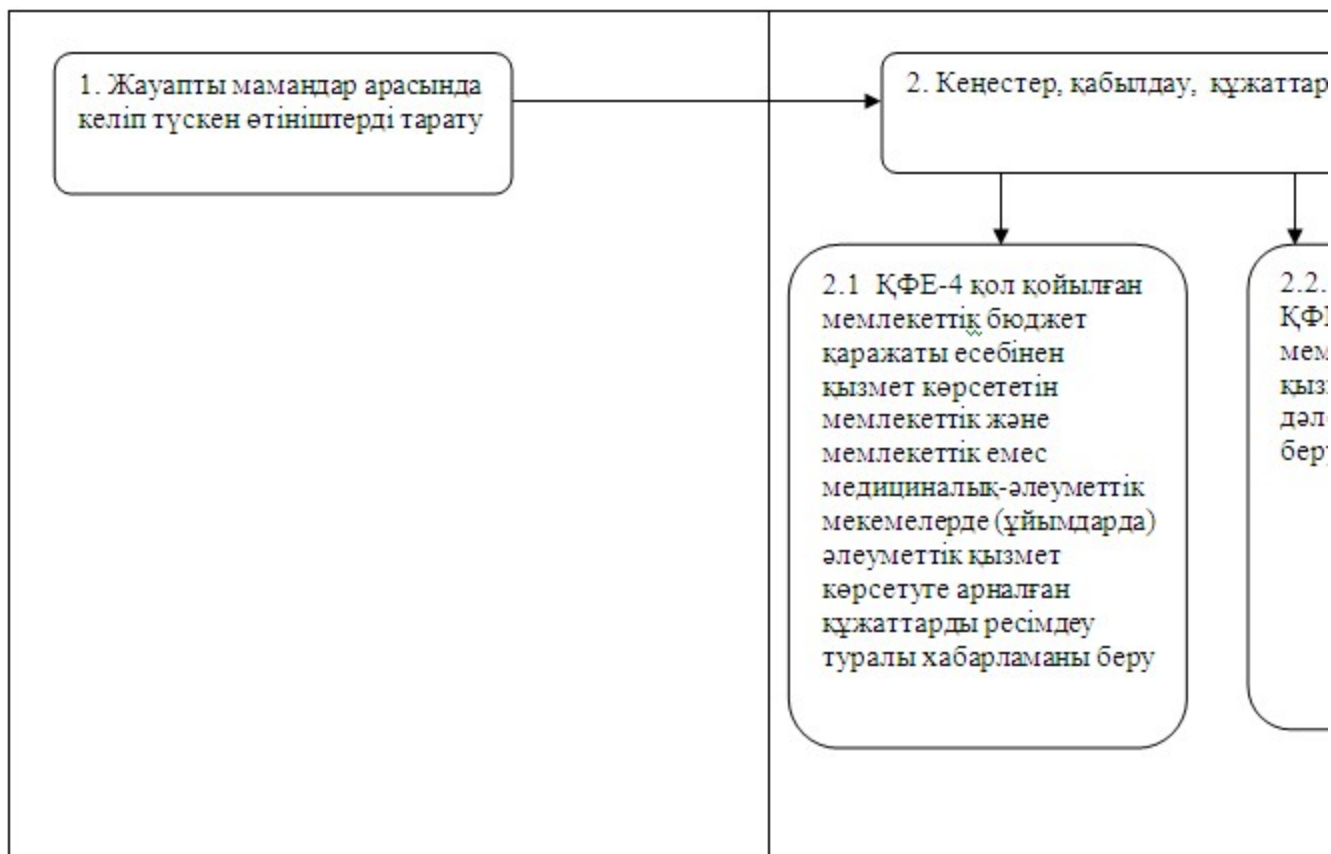 1. Жауапты мамандар арасында
келіп түскен өтініштерді тарату
2. Кеңестер, қабылдау, құжаттар
2.1 ҚФЕ-4 қол қойылған
мемлекеттік бюджет
қаражаты есебінен
қызмет көрсететін
мемлекеттік және
мемлекеттік емес
медициналық-әлеуметтік
мекемелерде (ұйымдарда)
әлеуметтік қызмет
көрсетуге арналған
құжаттарды ресімдеу
туралы хабарламаны беру
2.2.